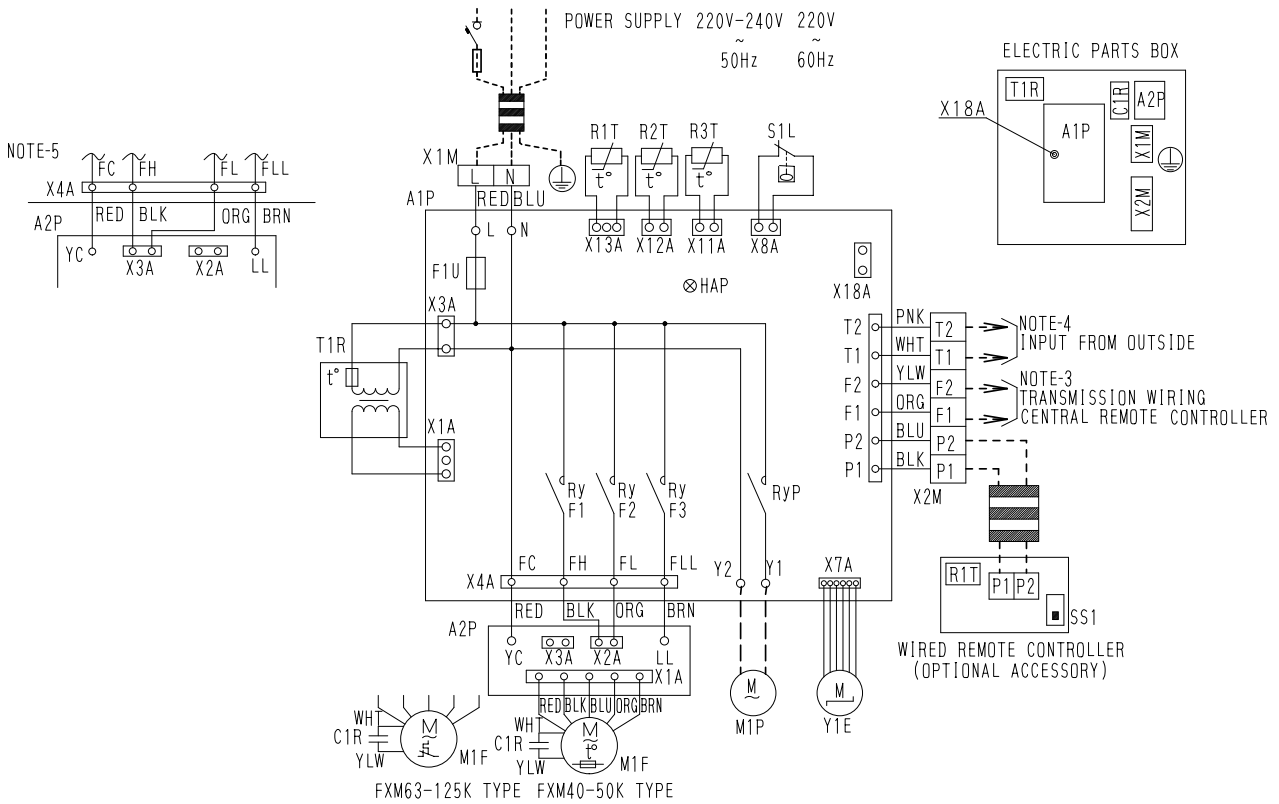 POWER SUPPLY 220V-240V 220V
~ ~
50Hz 60Hz
ELECTRIC PARTS BOX
T1R
C1R
A2P
X18A
A1P
X1M
X2M
NOTE-5
FC FH FL FLL
X4A
RED BLK ORG BRN
A2P
YC X3A X2A LL
X1M
L N
A1P
RED BLU
R1T R2T R3T S1L
t° t° t°
X13A X12A X11A X8A
L N
F1U
HAP
X18A
X3A
T1R
t°
X1A
T2 PNK T2
T1 WHT T1
F2 YLW F2
F1 ORG F1
P2 BLU P2
P1 BLK P1
X2M
NOTE-4
INPUT FROM OUTSIDE
NOTE-3
TRANSMISSION WIRING
CENTRAL REMOTE CONTROLLER
Ry Ry Ry RyP
F1 F2 F3
FC FH FL FLL
X4A
Y2 Y1
X7A
RED BLK ORG BRN
A2P
YC X3A X2A LL
X1A
RED BLK BLU ORG BRN
R1T
P1 P2
SS1
WIRED REMOTE CONTROLLER
(OPTIONAL ACCESSORY)
M
~
M1P
M
Y1E
WHT
C1R
YLW
M
~
M1F
WHT
C1R
YLW
M
~
t°
M1F
FXM63-125K TYPE FXM40-50K TYPE